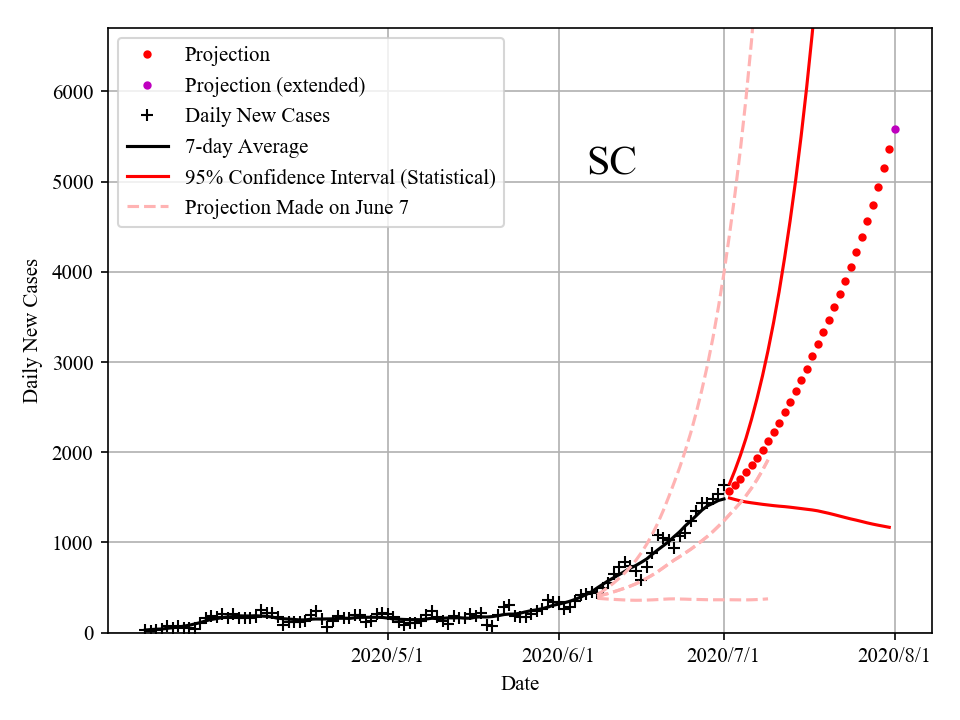 Projection
Projection (extended)
Daily New Cases
7-day Average
95% Confidence Interval (Statistical)
Projection Made on June 7
SC
6000
5000
4000
3000
2000
1000
0
Daily New Cases
2020/5/1 2020/6/1 2020/7/1 2020/8/1
Date